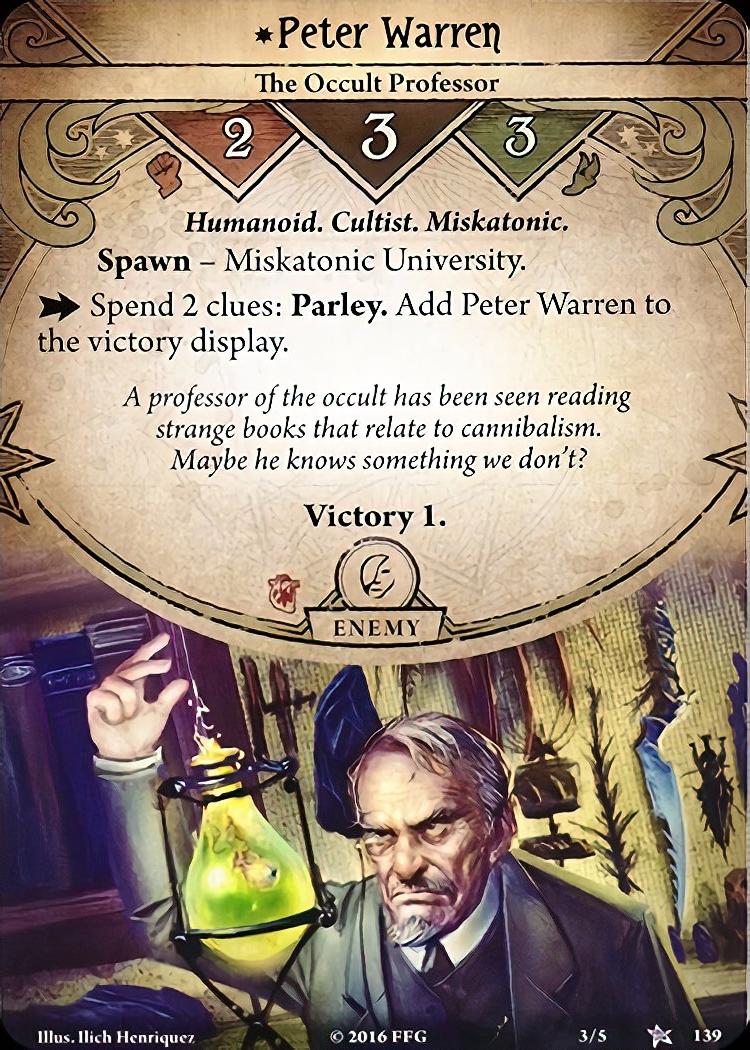 Peter Warren
The Occult Professor
2 3 3
Humanoid. Cultist. Miskatonic.
Spawn – Miskatonic University.
Spend 2 clues: Parley. Add Peter Warren to
the victory display.
A professor of the occult has been seen reading
strange books that relate to cannibalism.
Maybe he knows something we don't?
Victory 1.
ENEMY
Illus. Ilich Henriquez © 2016 FFG 3/5 139